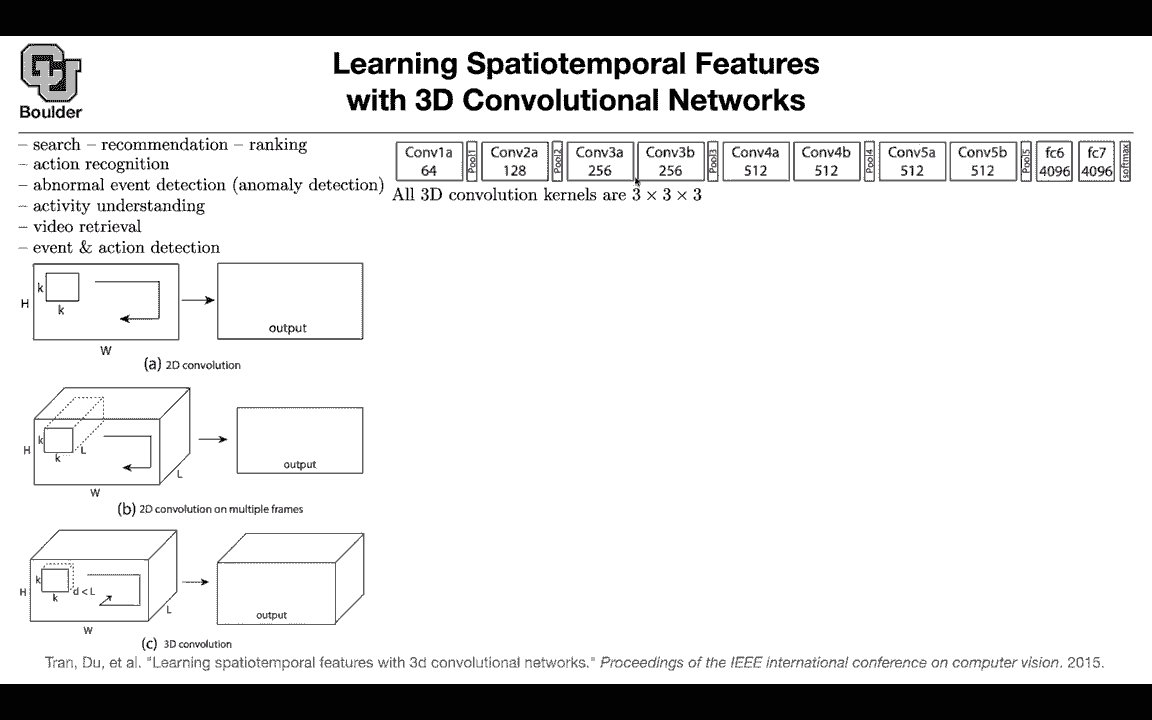 Boulder
Learning Spatiotemporal Features
with 3D Convolutional Networks
– search – recommendation – ranking
– action recognition
– abnormal event detection (anomaly detection)
– activity understanding
– video retrieval
– event & action detection
Conv1a 64 Pool1 Conv2a 128 Pool2 Conv3a 256 Conv3b 256 Pool3 Conv4a 512 Conv4b 512 Pool4 Conv5a 512 Conv5b 512 Pool5 fc6 4096 fc7 4096 softmax
All 3D convolution kernels are 3 × 3 × 3
k
H
k
output
W
(a) 2D convolution
k
H
k
L
L
output
W
(b) 2D convolution on multiple frames
k
H
k
d < L
L
output
W
(c) 3D convolution
Tran, Du, et al. "Learning spatiotemporal features with 3d convolutional networks." Proceedings of the IEEE international conference on computer vision. 2015.